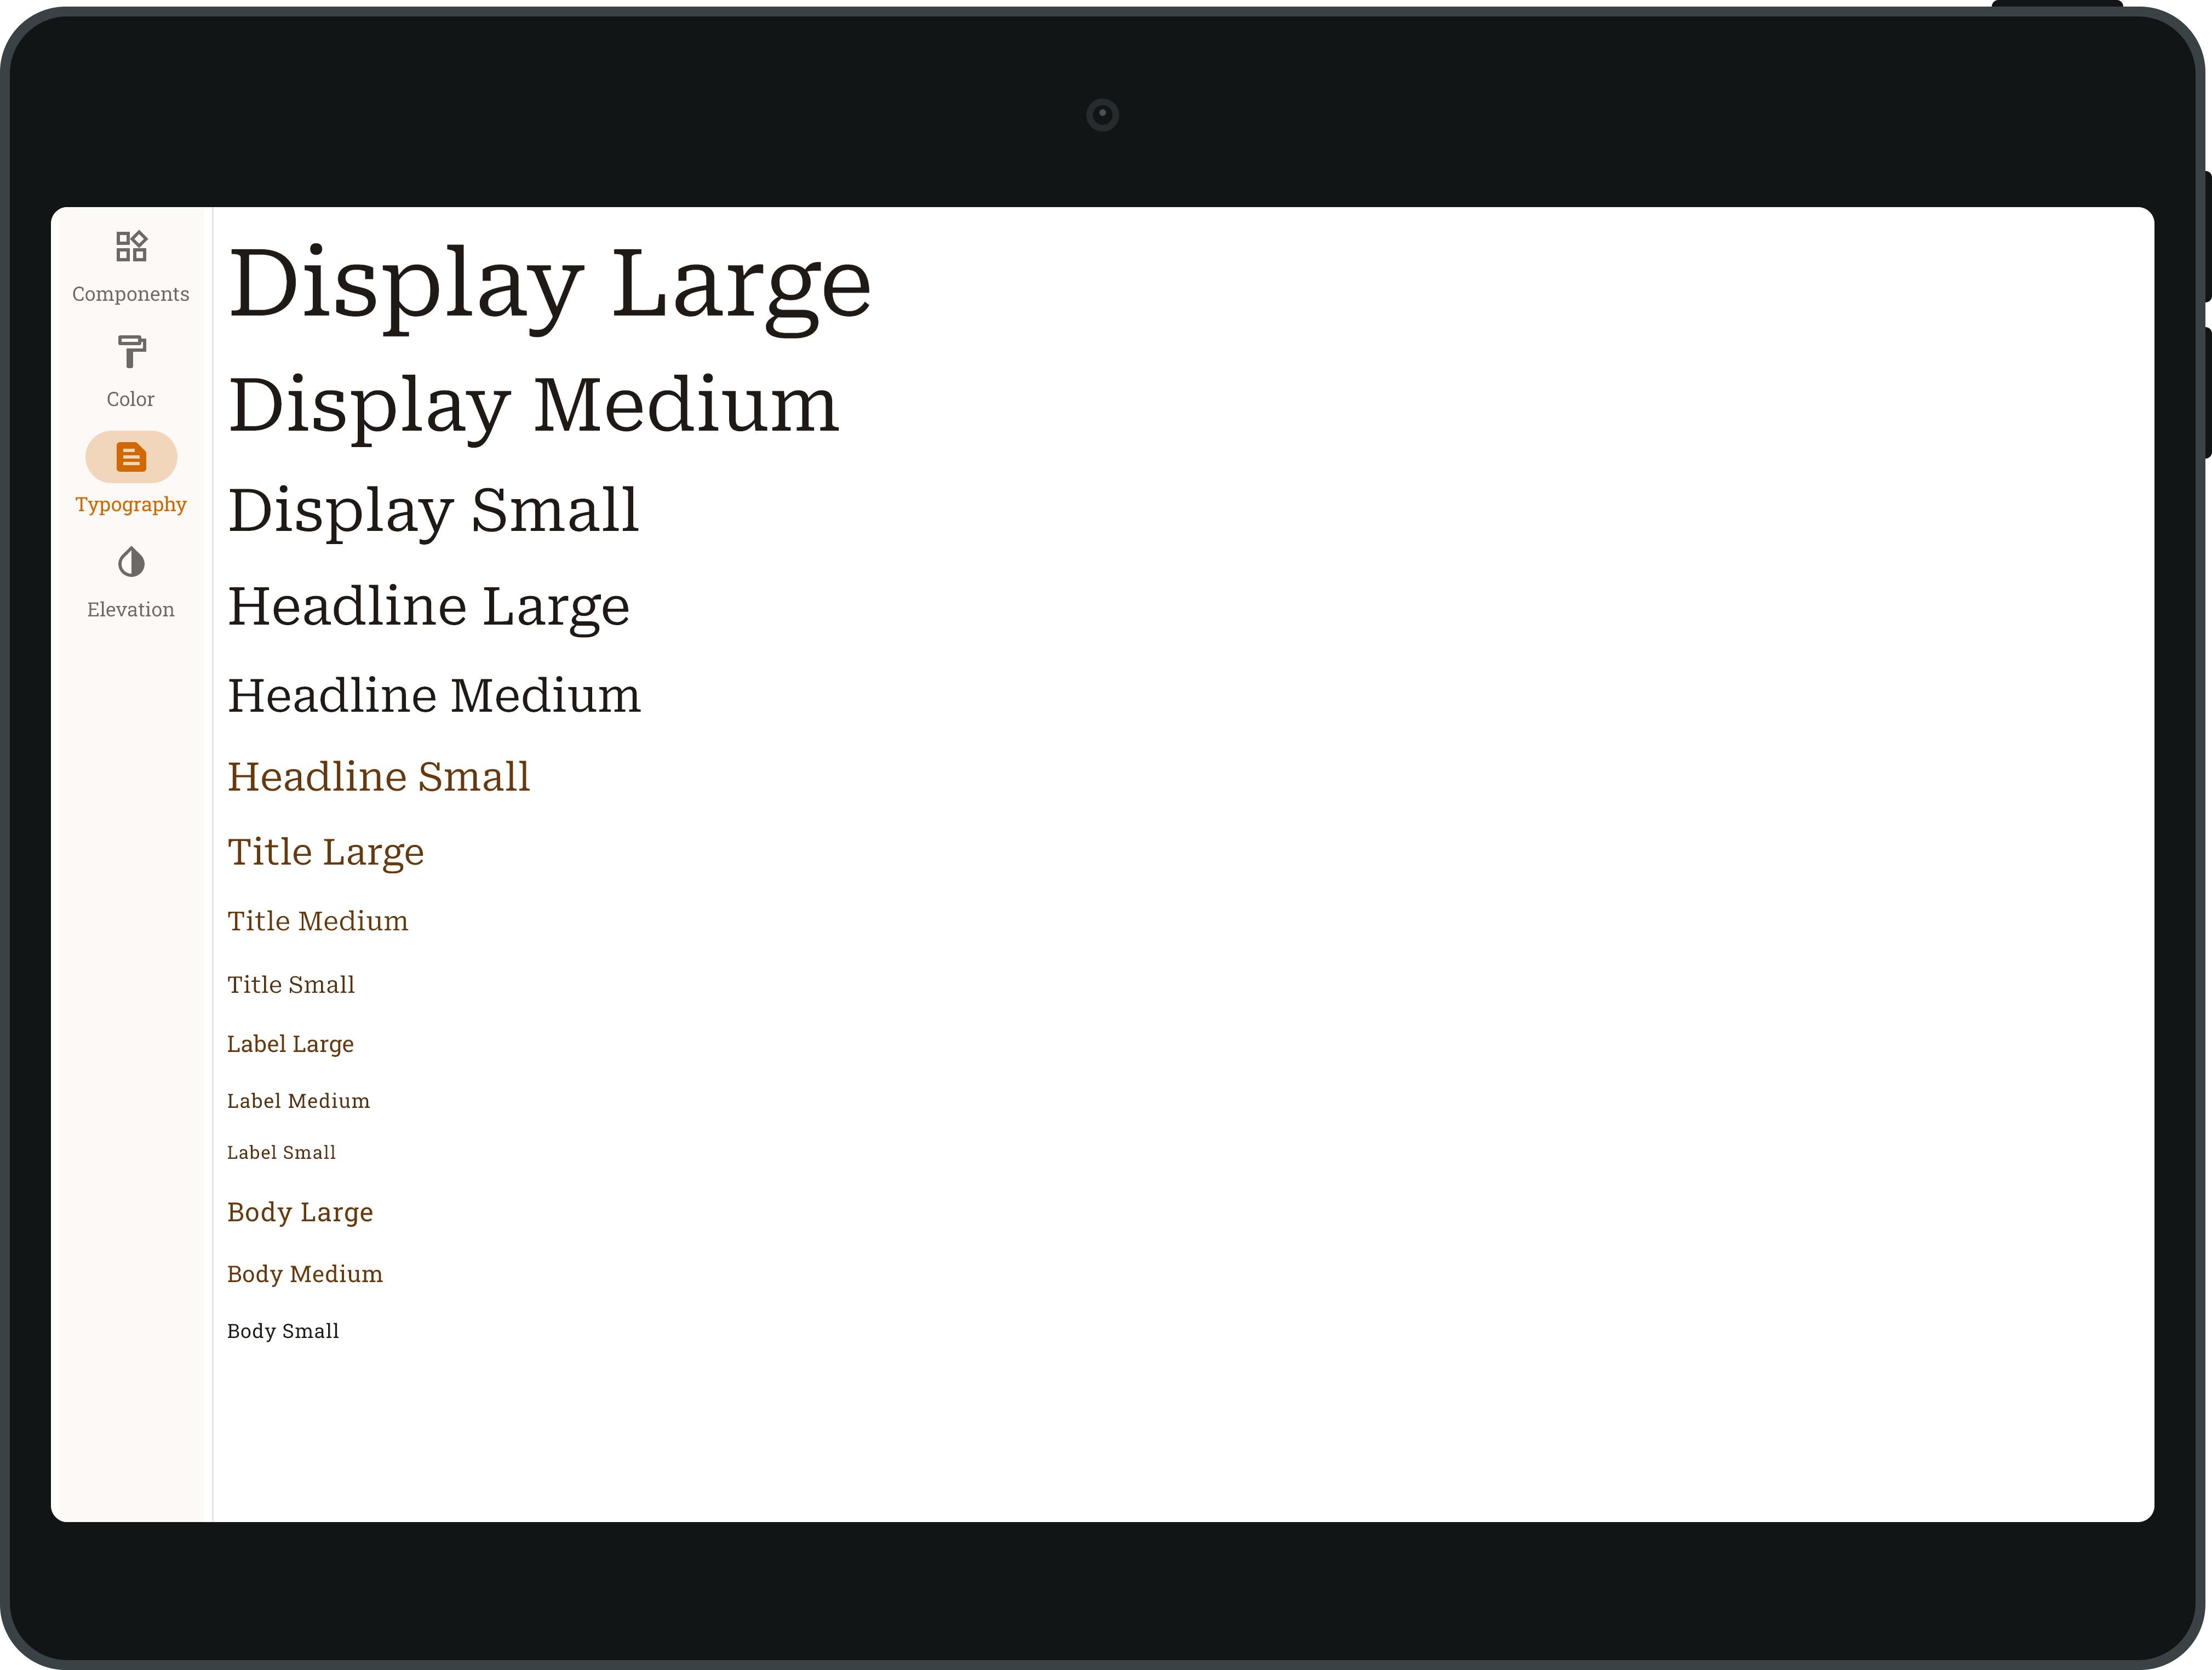 Components
Color
Typography
Elevation
Display Large
Display Medium
Display Small
Headline Large
Headline Medium
Headline Small
Title Large
Title Medium
Title Small
Label Large
Label Medium
Label Small
Body Large
Body Medium
Body Small